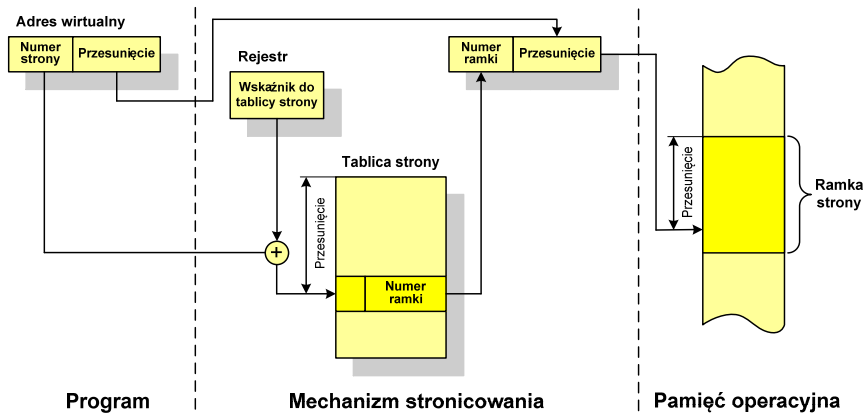 Adres wirtualny
Numer
strony
Przesunięcie
Rejestr
Wskaźnik do
tablicy strony
Numer
ramki
Przesunięcie
Tablica strony
Przesunięcie
Numer
ramki
Przesunięcie
Ramka
strony
+
Program
Mechanizm stronicowania
Pamięć operacyjna